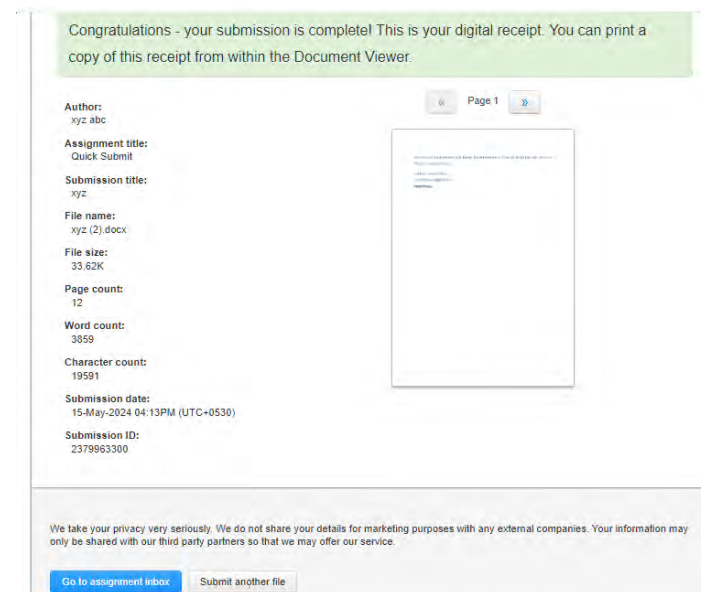 Congratulations - your submission is complete! This is your digital receipt. You can print a
copy of this receipt from within the Document Viewer.
« Page 1 »
Author:
xyz abc
Assignment title:
Quick Submit
Submission title:
xyz
File name:
xyz (2).docx
File size:
33.62K
Page count:
12
Word count:
3859
Character count:
19591
Submission date:
15-May-2024 04:13PM (UTC+0530)
Submission ID:
2379963300
We take your privacy very seriously. We do not share your details for marketing purposes with any external companies. Your information may
only be shared with our third party partners so that we may offer our service.
Go to assignment inbox Submit another file